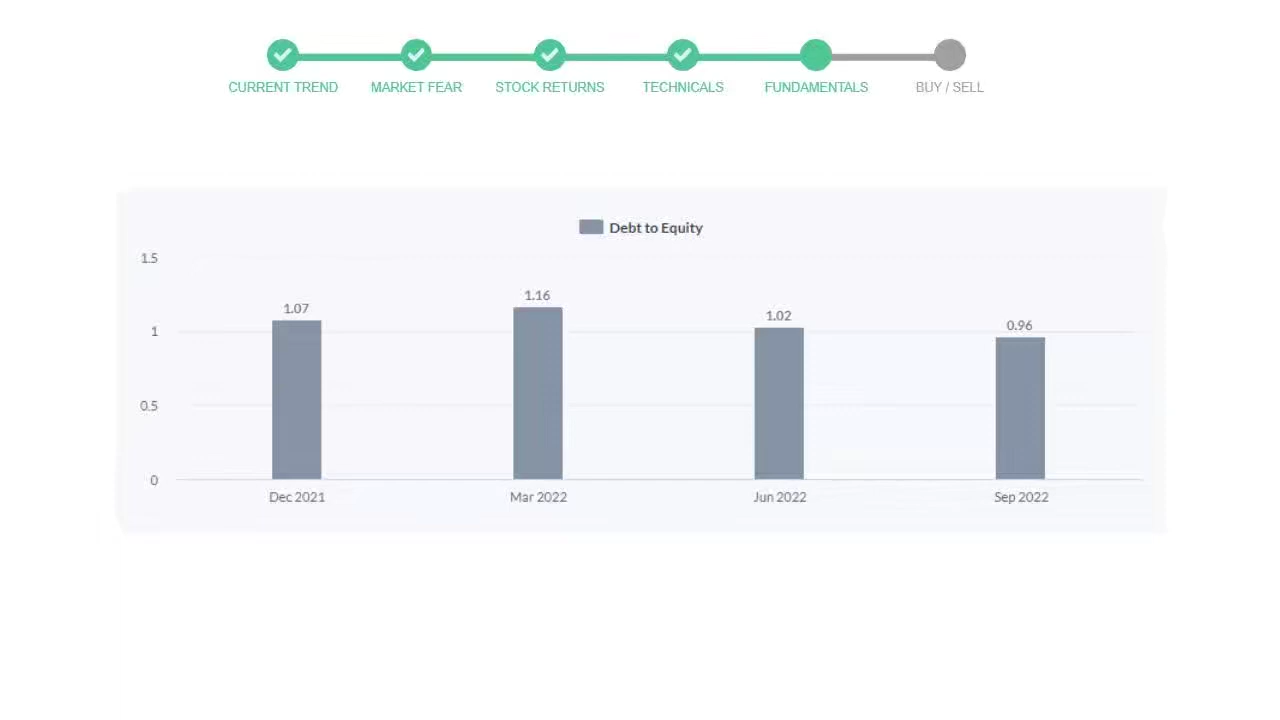 CURRENT TREND MARKET FEAR STOCK RETURNS TECHNICALS FUNDAMENTALS BUY / SELL
Debt to Equity
1.5
1.07 1.16 1.02 0.96
1
0.5
0
Dec 2021 Mar 2022 Jun 2022 Sep 2022